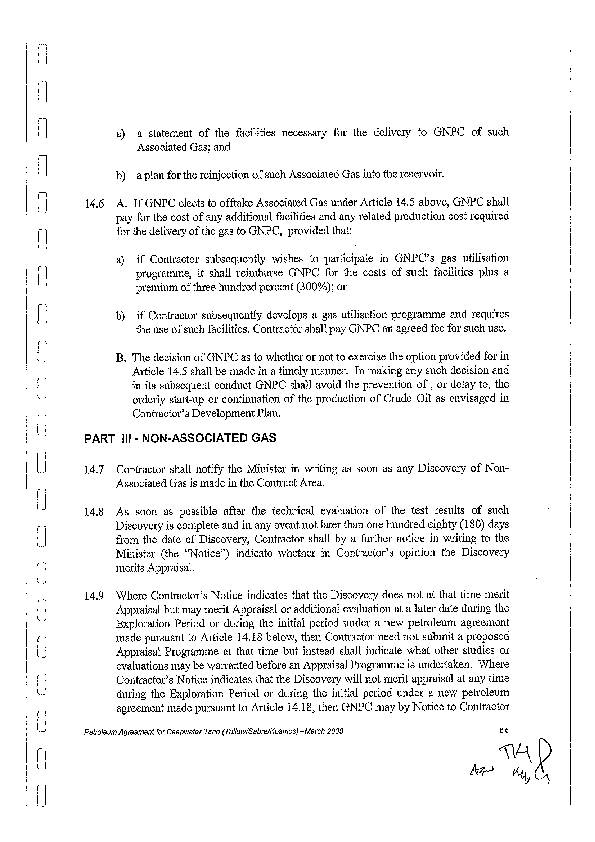 a) a statement of the facilities necessary for the delivery to GNPC of such
Associated Gas; and
b) a plan for the reinjection of such Associated Gas into the reservoir.
14.6 A. If GNPC elects to offtake Associated Gas under Article 14.5 above, GNPC shall
pay for the cost of any additional facilities and any related production cost required
for the delivery of the gas to GNPC, provided that:
a) if Contractor subsequently wishes to participate in GNPC's gas utilisation
programme, it shall reimburse GNPC for the costs of such facilities plus a
premium of three hundred percent (300%); or
b) if Contractor subsequently develops a gas utilisation programme and requires
the use of such facilities, Contractor shall pay GNPC an agreed fee for such use.
B. The decision of GNPC as to whether or not to exercise the option provided for in
Article 14.5 shall be made in a timely manner. In making any such decision and
in its subsequent conduct GNPC shall avoid the prevention of , or delay to, the
orderly start-up or continuation of the production of Crude Oil as envisaged in
Contractor's Development Plan.
PART III - NON-ASSOCIATED GAS
14.7 Contractor shall notify the Minister in writing as soon as any Discovery of Non-
Associated Gas is made in the Contract Area.
14.8 As soon as possible after the technical evaluation of the test results of such
Discovery is complete and in any event not later than one hundred eighty (180) days
from the date of Discovery, Contractor shall by a further notice in writing to the
Minister (the "Notice") indicate whether in Contractor's opinion the Discovery
merits Appraisal.
14.9 Where Contractor's Notice indicates that the Discovery does not at that time merit
Appraisal but may merit Appraisal or additional evaluation at a later date during the
Exploration Period or during the initial period under a new petroleum agreement
made pursuant to Article 14.18 below, then Contractor need not submit a proposed
Appraisal Programme at that time but instead shall indicate what other studies or
evaluations may be warranted before an Appraisal Programme is undertaken. Where
Contractor's Notice indicates that the Discovery will not merit appraisal at any time
during the Exploration Period or during the initial period under a new petroleum
agreement made pursuant to Article 14.18, then GNPC may by Notice to Contractor
Petroleum Agreement for Deepwater Tano